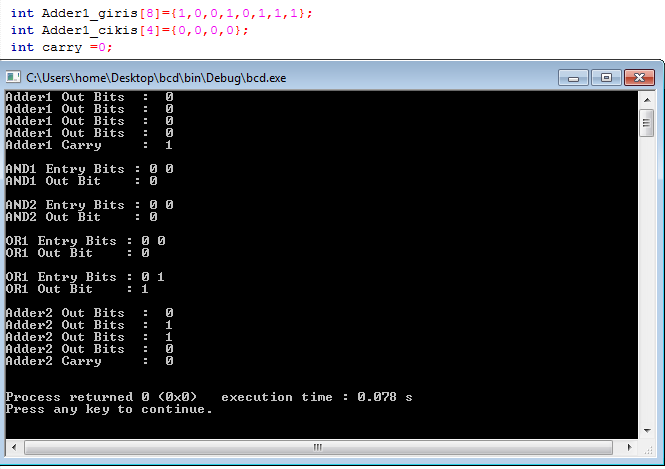 int Adder1_giris[8]={1,0,0,1,0,1,1,1};
int Adder1_cikis[4]={0,0,0,0};
int carry =0;
C:\Users\home\Desktop\bcd\bin\Debug\bcd.exe
Adder1 Out Bits : 0
Adder1 Out Bits : 0
Adder1 Out Bits : 0
Adder1 Out Bits : 0
Adder1 Carry : 1
AND1 Entry Bits : 0 0
AND1 Out Bit : 0
AND2 Entry Bits : 0 0
AND2 Out Bit : 0
OR1 Entry Bits : 0 0
OR1 Out Bit : 0
OR1 Entry Bits : 0 1
OR1 Out Bit : 1
Adder2 Out Bits : 0
Adder2 Out Bits : 1
Adder2 Out Bits : 1
Adder2 Out Bits : 0
Adder2 Carry : 0
Process returned 0 (0x0) execution time : 0.078 s
Press any key to continue.